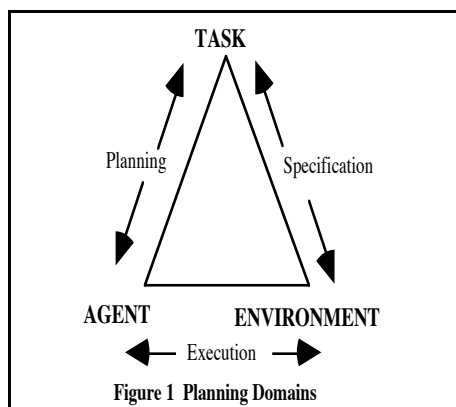 TASK
Planning
Specification
AGENT
ENVIRONMENT
Execution
Figure 1 Planning Domains